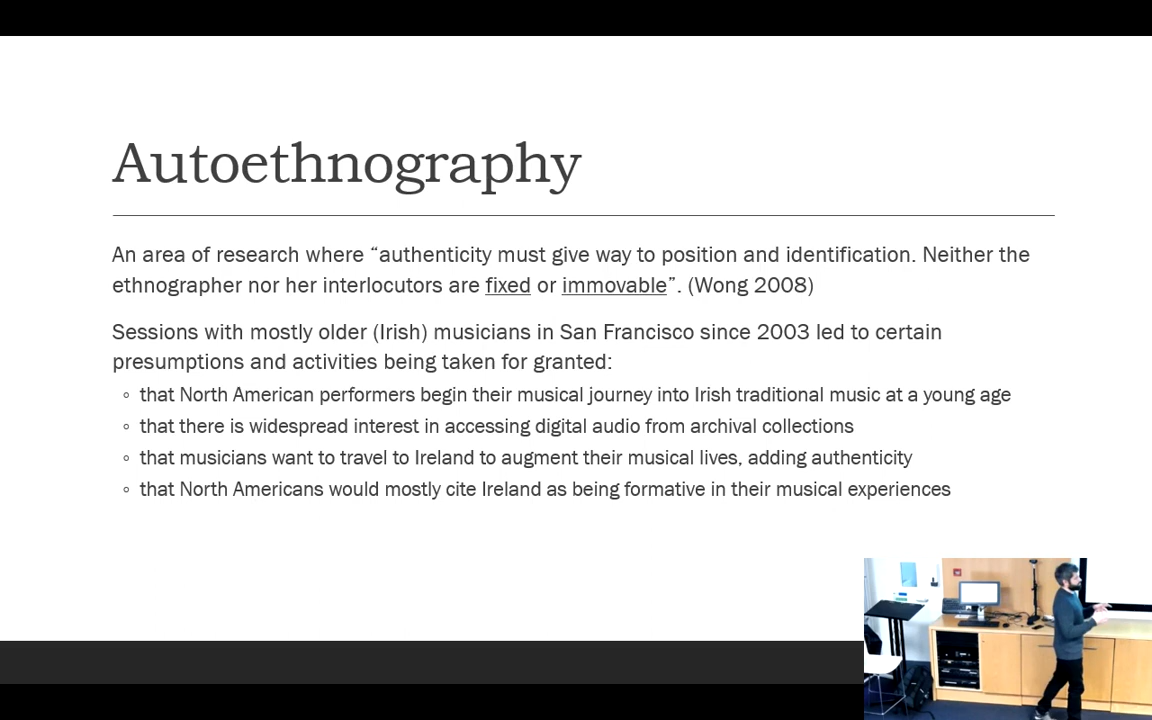 Autoethnography
An area of research where “authenticity must give way to position and identification. Neither the
ethnographer nor her interlocutors are fixed or immovable”. (Wong 2008)
Sessions with mostly older (Irish) musicians in San Francisco since 2003 led to certain
presumptions and activities being taken for granted:
◦ that North American performers begin their musical journey into Irish traditional music at a young age
◦ that there is widespread interest in accessing digital audio from archival collections
◦ that musicians want to travel to Ireland to augment their musical lives, adding authenticity
◦ that North Americans would mostly cite Ireland as being formative in their musical experiences